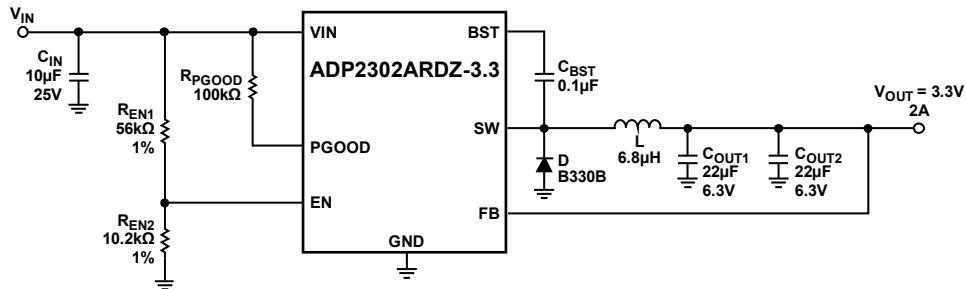 VIN
CIN
10µF
25V
REN1
56kΩ
1%
REN2
10.2kΩ
1%
RPGOOD
100kΩ
VIN
BST
ADP2302ARDZ-3.3
PGOOD
SW
EN
FB
GND
CBST
0.1µF
D
B330B
L
6.8µH
COUT1
22µF
6.3V
COUT2
22µF
6.3V
VOUT = 3.3V
2A